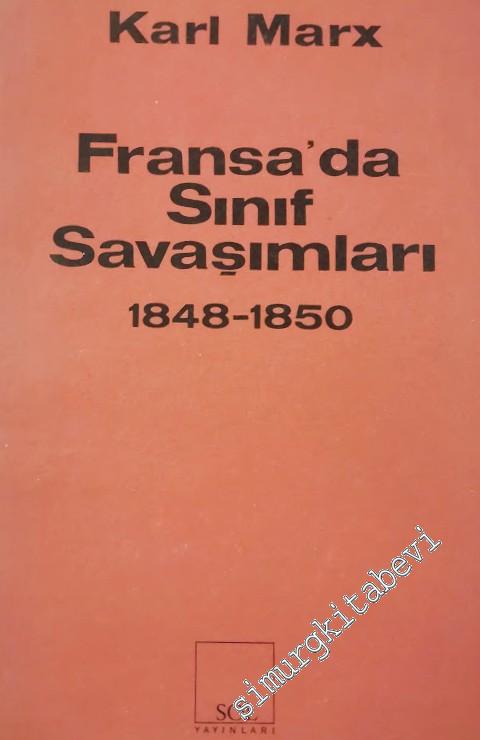 Karl Marx
Fransa'da
Sınıf
Savaşımları
1848-1850
simurgkitabevi
SOL
YAYINLARI